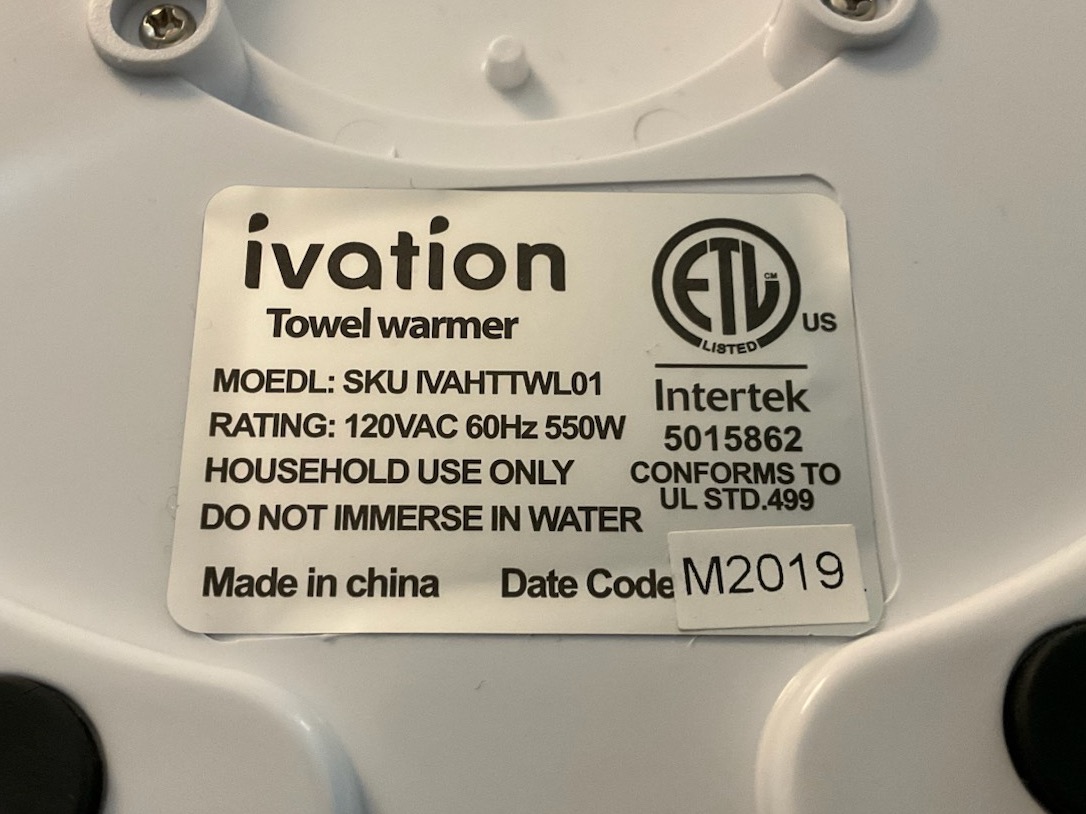 ivation
Towel warmer
MOEDL: SKU IVAHTTWL01
RATING: 120VAC 60Hz 550W
HOUSEHOLD USE ONLY
DO NOT IMMERSE IN WATER
Made in china Date Code M2019
ETL CM
LISTED
US
Intertek
5015862
CONFORMS TO
UL STD.499